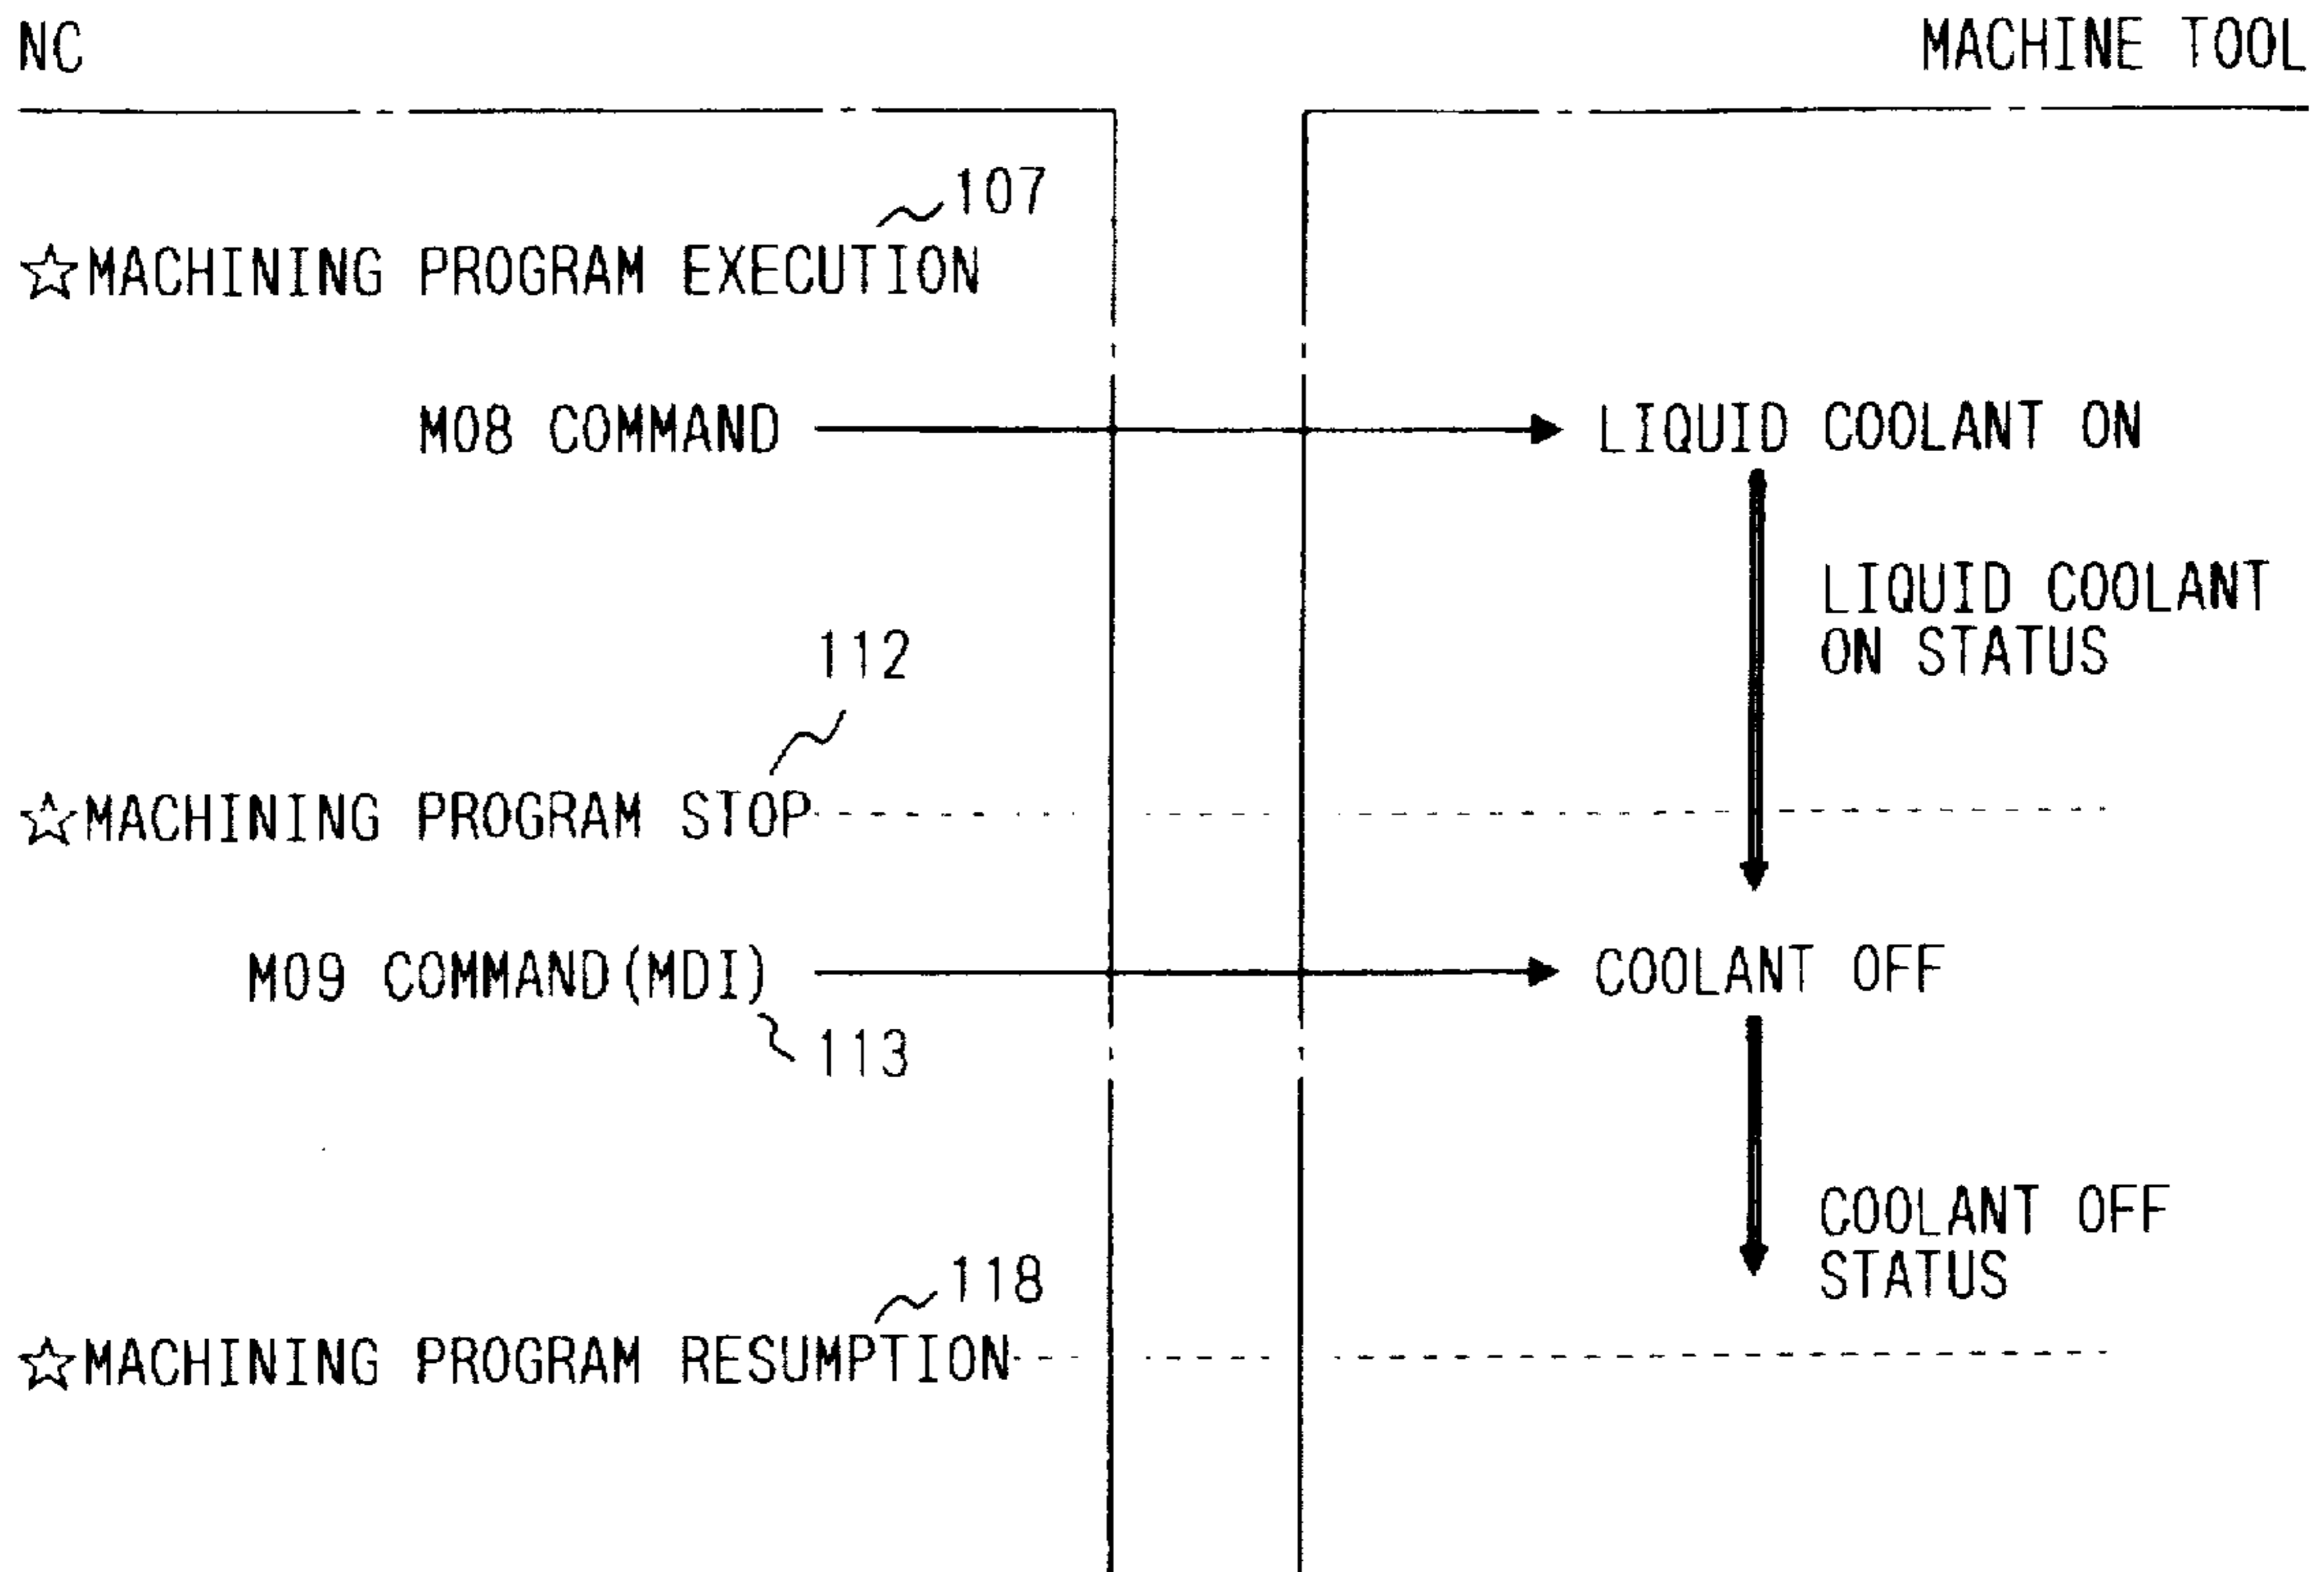 NC
MACHINE TOOL
107
☆MACHINING PROGRAM EXECUTION
M08 COMMAND
LIQUID COOLANT ON
LIQUID COOLANT
ON STATUS
112
☆MACHINING PROGRAM STOP
M09 COMMAND(MDI)
COOLANT OFF
113
COOLANT OFF
STATUS
118
☆MACHINING PROGRAM RESUMPTION